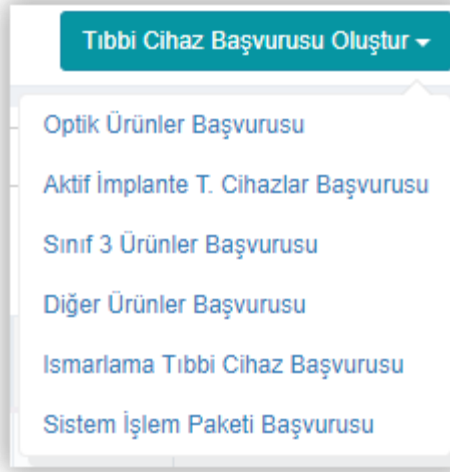 Tıbbi Cihaz Başvurusu Oluştur
Optik Ürünler Başvurusu
Aktif İmplante T. Cihazlar Başvurusu
Sınıf 3 Ürünler Başvurusu
Diğer Ürünler Başvurusu
Ismarlama Tıbbi Cihaz Başvurusu
Sistem İşlem Paketi Başvurusu